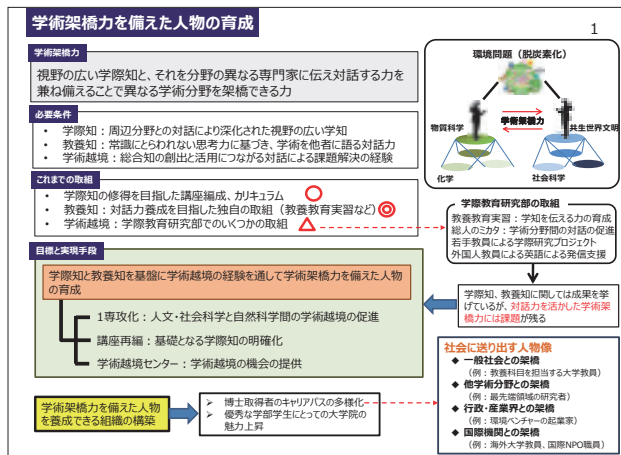 学術架橋力を備えた人物の育成
1
学術架橋力
視野の広い学際知と、それを分野の異なる専門家に伝え対話する力を
兼ね備えることで異なる学術分野を架橋できる力
必要条件
• 学際知：周辺分野との対話により深化された視野の広い学知
• 教養知：常識にとらわれない思考力に基づき、学術を他者に語る対話力
• 学術越境：総合知の創出と活用につながる対話による課題解決の経験
これまでの取組
• 学際知の修得を目指した講座編成、カリキュラム ○
• 教養知：対話力養成を目指した独自の取組（教養教育実習など）◎
• 学術越境：学際教育研究部でのいくつかの取組 △
環境問題（脱炭素化）
学術架橋力
物質科学
共生世界文明
化学
社会科学
学際教育研究部の取組
教養教育実習：学知を伝える力の育成
総人のミカタ：学術分野間の対話の促進
若手教員による学際研究プロジェクト
外国人教員による英語による発信支援
学際知、教養知に関しては成果を挙
げているが、対話力を活かした学術架
橋力には課題が残る
目標と実現手段
学際知と教養知を基盤に学術越境の経験を通して学術架橋力を備えた人物
の育成
1専攻化：人文・社会科学と自然科学間の学術越境の促進
講座再編：基礎となる学際知の明確化
学術越境センター：学術越境の機会の提供
学術架橋力を備えた人物
を養成できる組織の構築
➢ 博士取得者のキャリアパスの多様化
➢ 優秀な学部学生にとっての大学院の
魅力上昇
社会に送り出す人物像
◆ 一般社会との架橋
（例：教養科目を担当する大学教員）
◆ 他学術分野との架橋
（例：最先端領域の研究者）
◆ 行政・産業界との架橋
（例：環境ベンチャーの起業家）
◆ 国際機関との架橋
（例：海外大学教員、国際NPO職員）